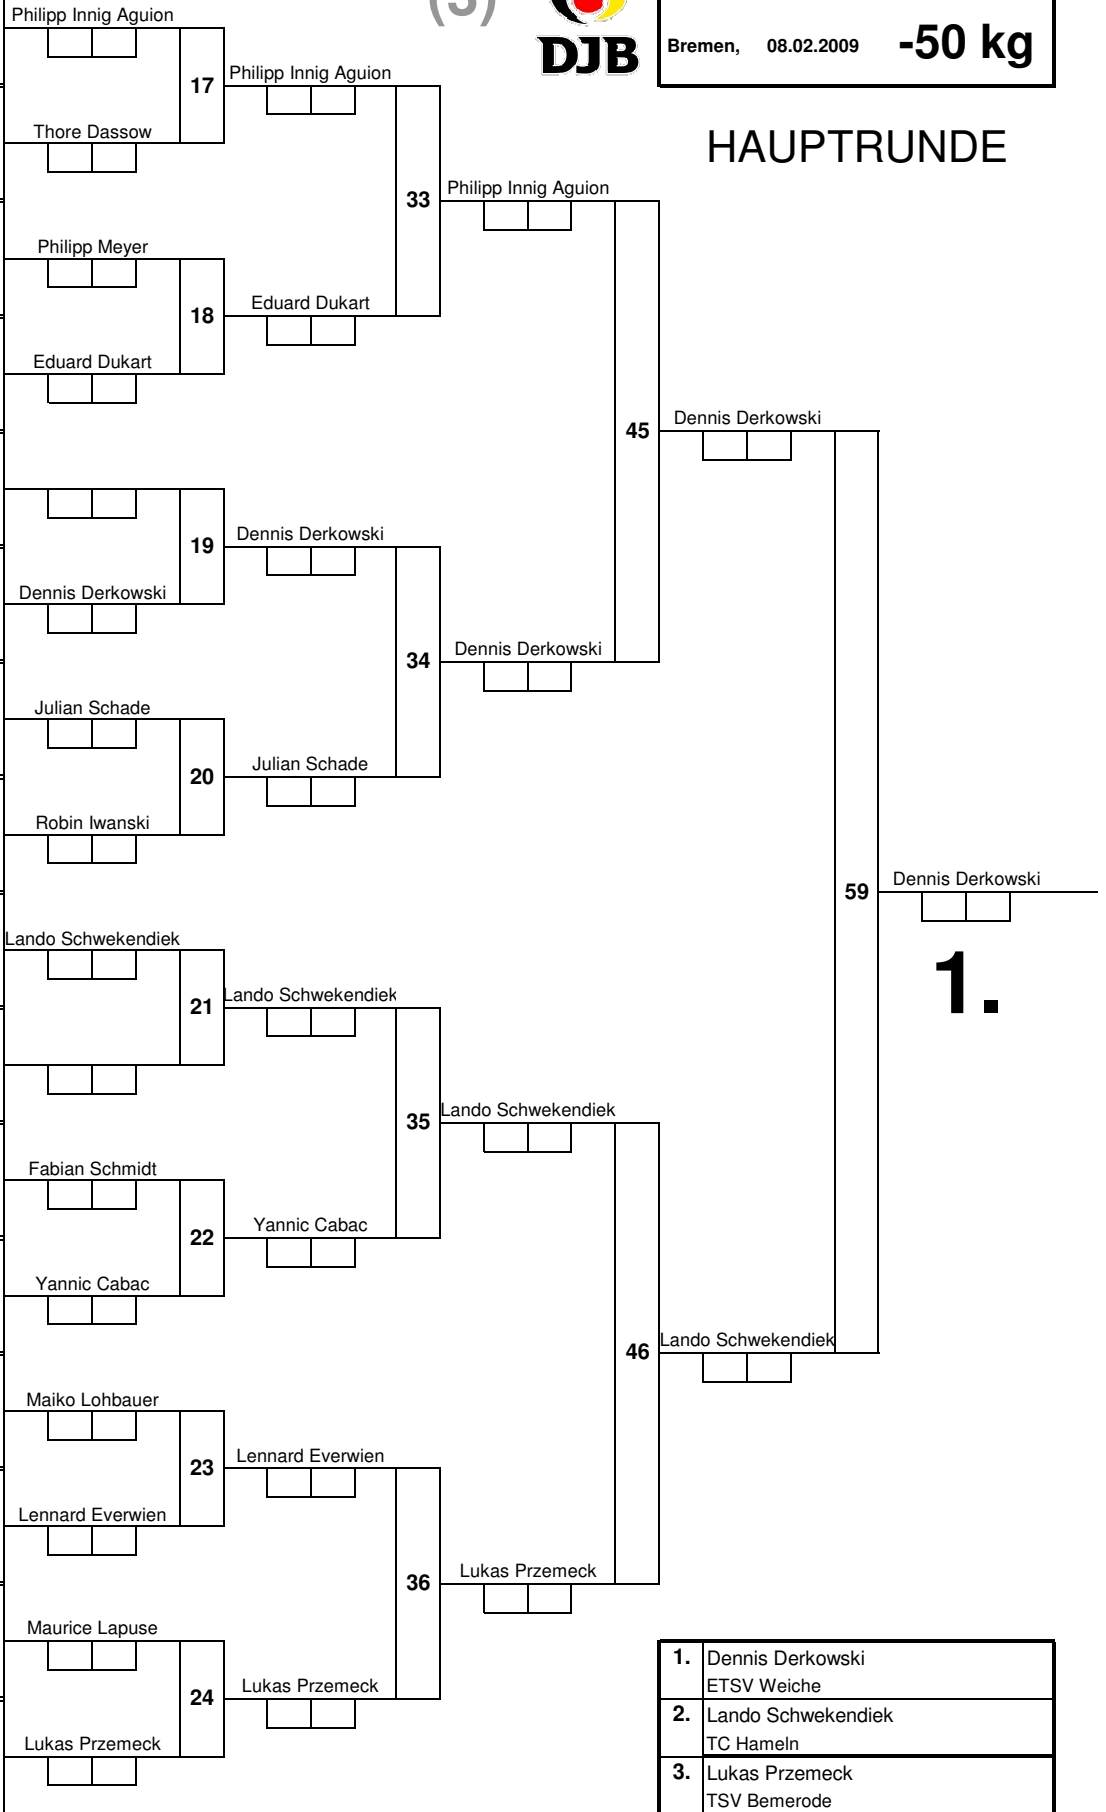 Philipp Innig Aguion
(3)
DJB
Bremen, 08.02.2009 -50 kg
17
Philipp Innig Aguion
Thore Dassow
HAUPTRUNDE
33
Philipp Innig Aguion
Philipp Meyer
18
Eduard Dukart
Eduard Dukart
45
Dennis Derkowski
19
Dennis Derkowski
Dennis Derkowski
34
Dennis Derkowski
Julian Schade
20
Julian Schade
Robin Iwanski
59
Dennis Derkowski
1.
Lando Schwekendiek
21
Lando Schwekendiek
35
Lando Schwekendiek
Fabian Schmidt
22
Yannic Cabac
Yannic Cabac
46
Lando Schwekendiek
Maiko Lohbauer
23
Lennard Everwien
Lennard Everwien
36
Lukas Przemeck
Maurice Lapuse
24
Lukas Przemeck
Lukas Przemeck
1. Dennis Derkowski
ETSV Weiche
2. Lando Schwekendiek
TC Hameln
3. Lukas Przemeck
TSV Bemerode